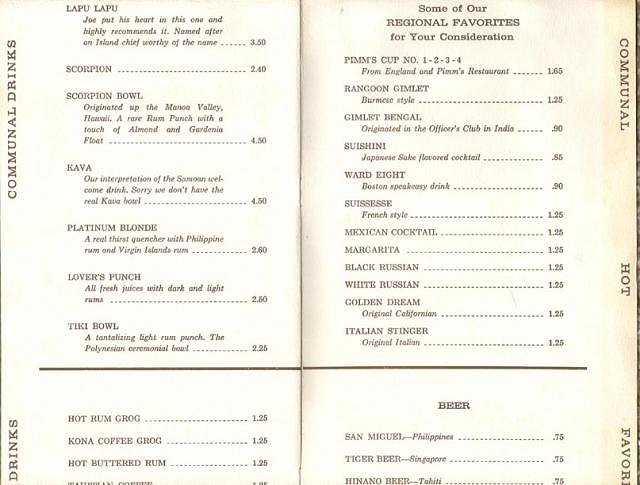 COMMUNAL DRINKS
LAPU LAPU
Joe put his heart in this one and
highly recommends it. Named after
an Island chief worthy of the name ------ 3.50
SCORPION ------ 2.40
SCORPION BOWL
Originated up the Manoa Valley,
Hawaii. A rare Rum Punch with a
touch of Almond and Gardenia
Float ------ 4.50
KAVA
Our interpretation of the Samoan wel-
come drink. Sorry we don't have the
real Kava bowl ------ 4.50
PLATINUM BLONDE
A real thirst quencher with Philippine
rum and Virgin Islands rum ------ 2.60
LOVER'S PUNCH
All fresh juices with dark and light
rums ------ 2.50
TIKI BOWL
A tantalizing light rum punch. The
Polynesian ceremonial bowl ------ 2.25
DRINKS
HOT RUM GROG ------ 1.25
KONA COFFEE GROG ------ 1.25
HOT BUTTERED RUM ------ 1.25
TAHITIAN COFFEE ------ 1.25
Some of Our
REGIONAL FAVORITES
for Your Consideration
PIMM'S CUP NO. 1-2-3-4
From England and Pimm's Restaurant ------ 1.65
RANGOON GIMLET
Burmese style ------ 1.25
GIMLET BENGAL
Originated in the Officer's Club in India ------ .90
SUISHINI
Japanese Sake flavored cocktail ------ .85
WARD EIGHT
Boston speakeasy drink ------ .90
SUISSESSE
French style ------ 1.25
MEXICAN COCKTAIL ------ 1.25
MARGARITA ------ 1.25
BLACK RUSSIAN ------ 1.25
WHITE RUSSIAN ------ 1.25
GOLDEN DREAM
Original Californian ------ 1.25
ITALIAN STINGER
Original Italian ------ 1.25
BEER
SAN MIGUEL—Philippines ------ .75
TIGER BEER—Singapore ------ .75
HINANO BEER—Tahiti ------ .75
COMMUNAL
HOT
FAVORI